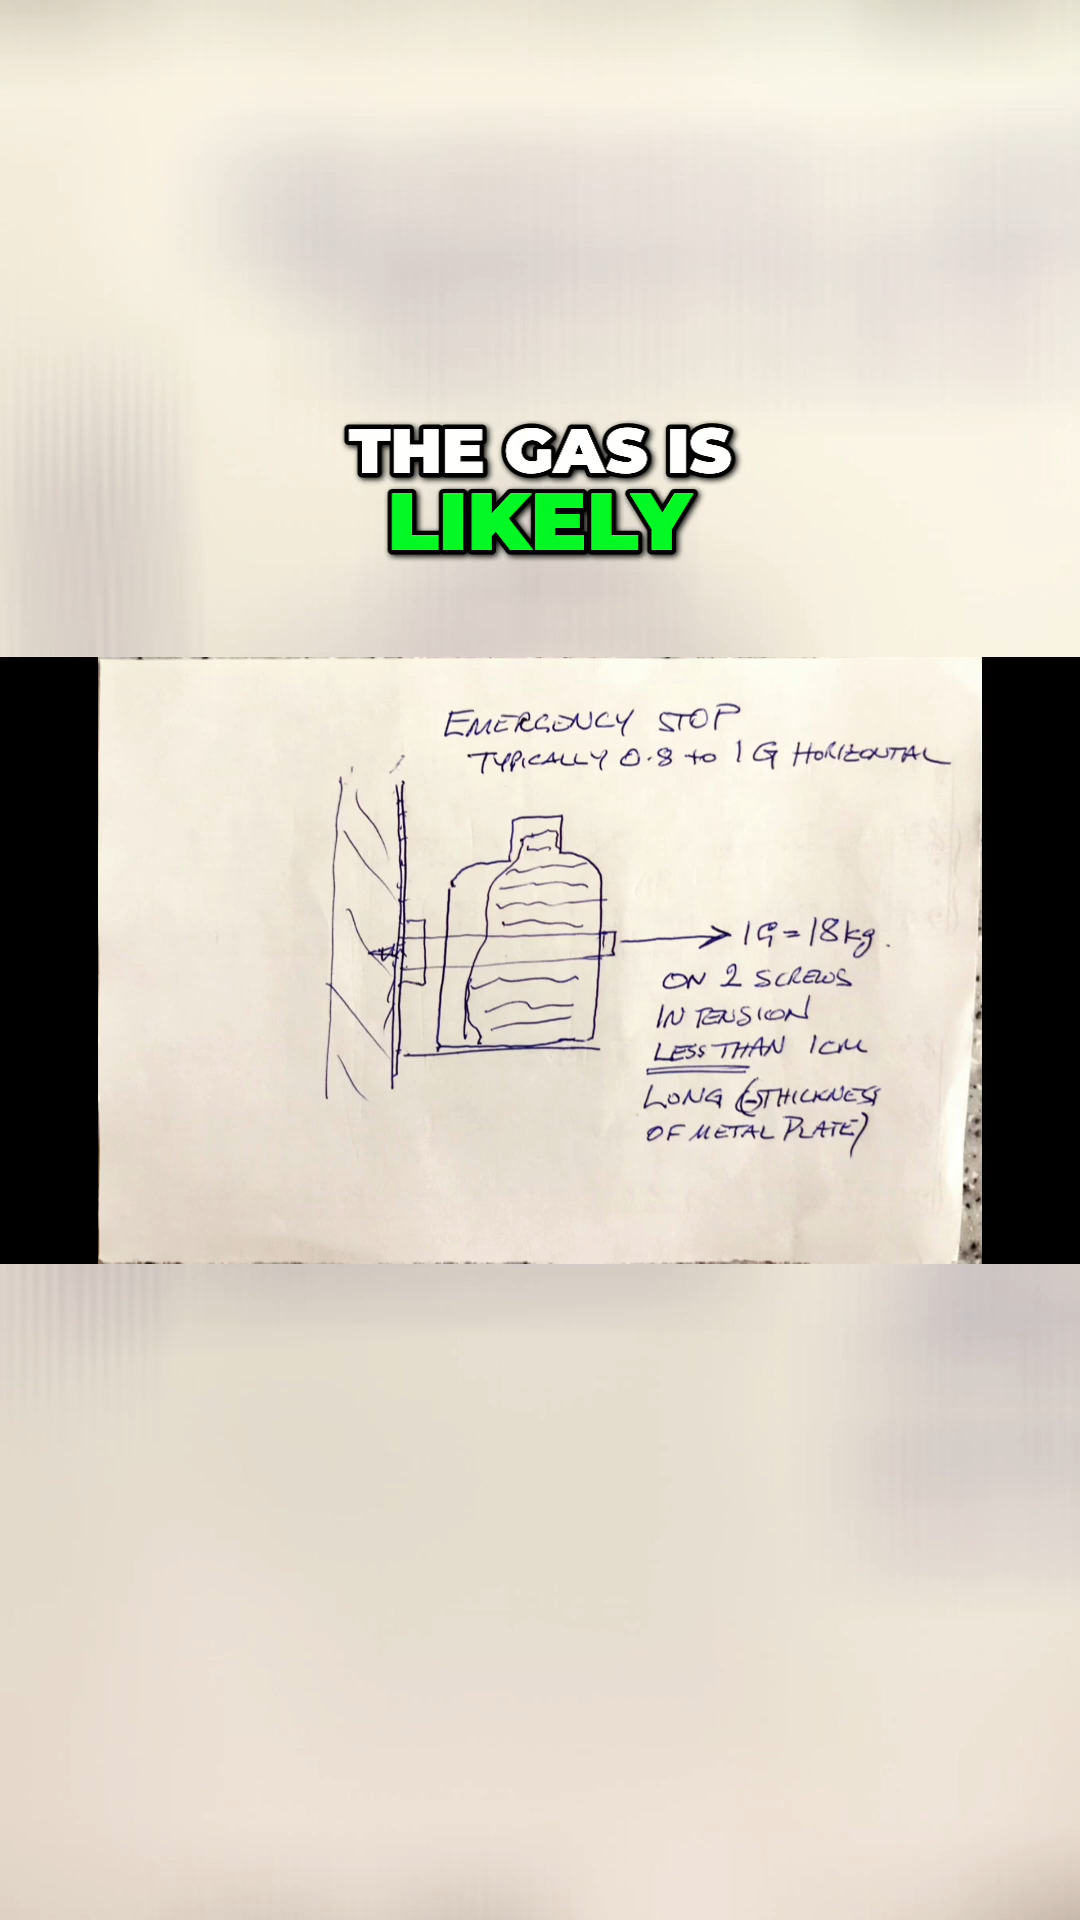 THE GAS IS
LIKELY
EMERGENCY STOP
TYPICALLY 0.8 to 1G HORIZONTAL
1G = 18kg.
ON 2 SCREWS
IN TENSION
LESS THAN 1CM
LONG (-THICKNESS
OF METAL PLATE)